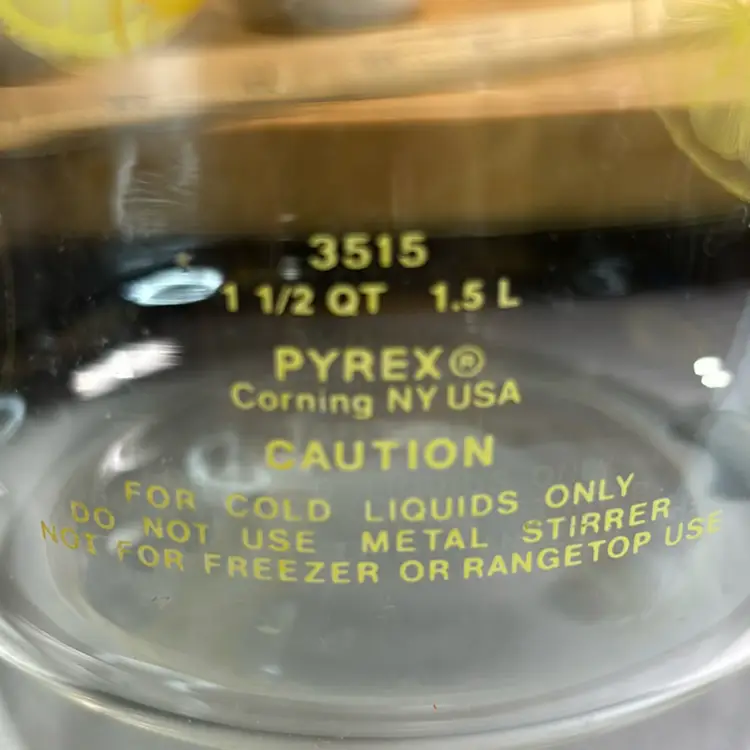 3515
1 1/2 QT 1.5 L
PYREX®
Corning NY USA
CAUTION
FOR COLD LIQUIDS ONLY
DO NOT USE METAL STIRRER
NOT FOR FREEZER OR RANGETOP USE